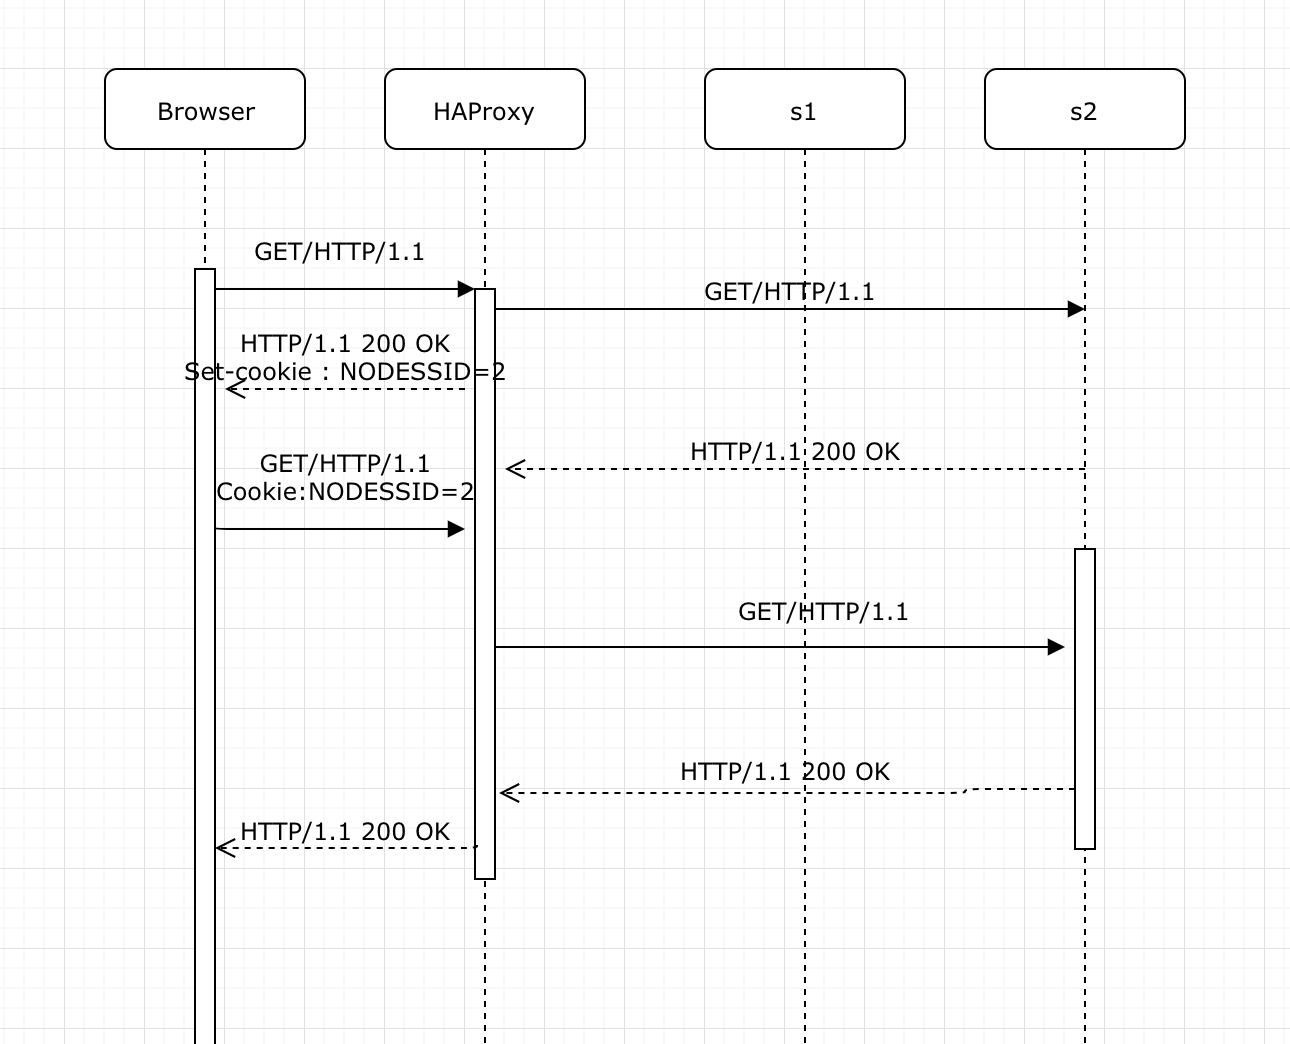 Browser
HAProxy
s1
s2
GET/HTTP/1.1
GET/HTTP/1.1
HTTP/1.1 200 OK
Set-cookie : NODESSID=2
HTTP/1.1 200 OK
GET/HTTP/1.1
Cookie:NODESSID=2
GET/HTTP/1.1
HTTP/1.1 200 OK
HTTP/1.1 200 OK